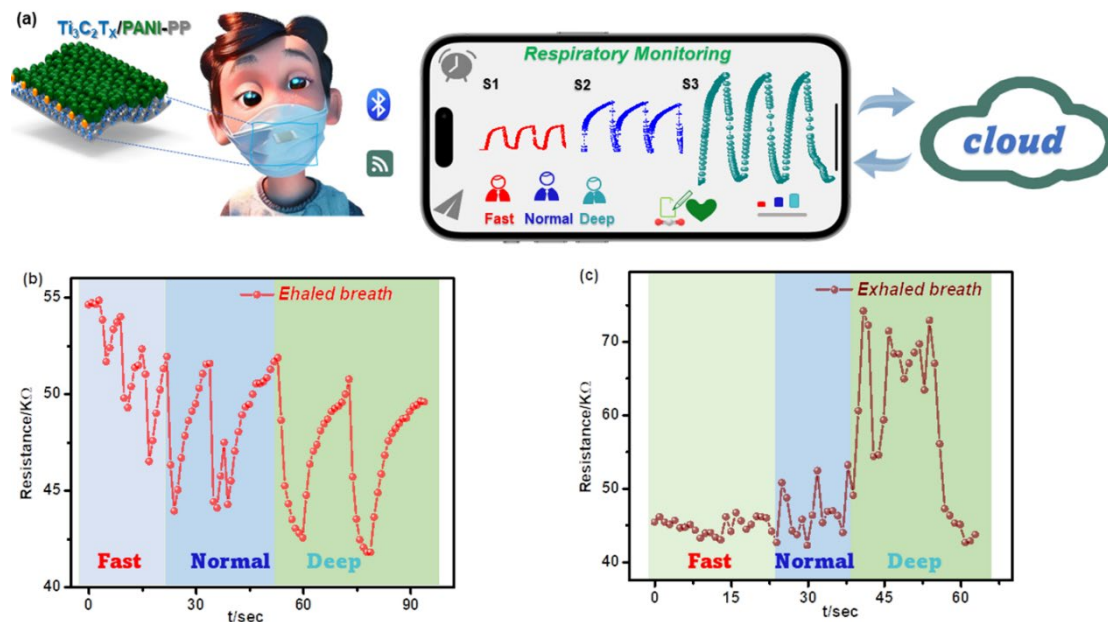 (a)
Ti₃C₂Tₓ/PANI-PP
Respiratory Monitoring
S1
S2
S3
Fast
Normal
Deep
cloud
(b)
Ehaled breath
55
50
45
40
Resistance/KΩ
Fast
Normal
Deep
0
30
60
90
t/sec
(c)
Exhaled breath
70
60
50
40
Resistance/KΩ
Fast
Normal
Deep
0
15
30
45
60
t/sec